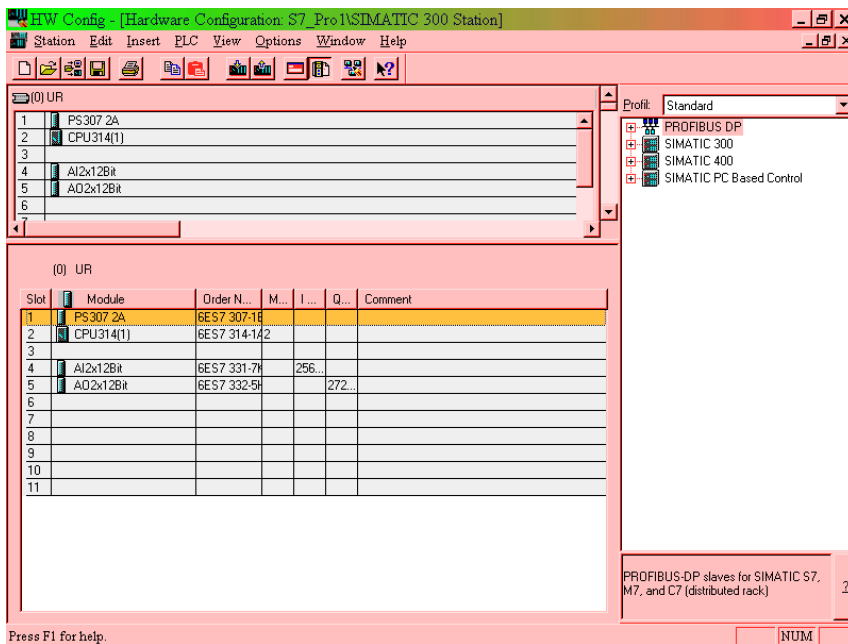 HW Config - [Hardware Configuration: S7_Pro1\SIMATIC 300 Station]
Station Edit Insert PLC View Options Window Help
(0) UR
1 PS307 2A
2 CPU314(1)
3
4 AI2x12Bit
5 AO2x12Bit
6
7
Profil: Standard
PROFIBUS DP
SIMATIC 300
SIMATIC 400
SIMATIC PC Based Control
(0) UR
Slot Module Order N... M... I ... Q... Comment
1 PS307 2A 6ES7 307-1E
2 CPU314(1) 6ES7 314-1A 2
3
4 AI2x12Bit 6ES7 331-7K 256...
5 AO2x12Bit 6ES7 332-5H 272...
6
7
8
9
10
11
PROFIBUS-DP slaves for SIMATIC S7,
M7, and C7 (distributed rack)
Press F1 for help.
NUM